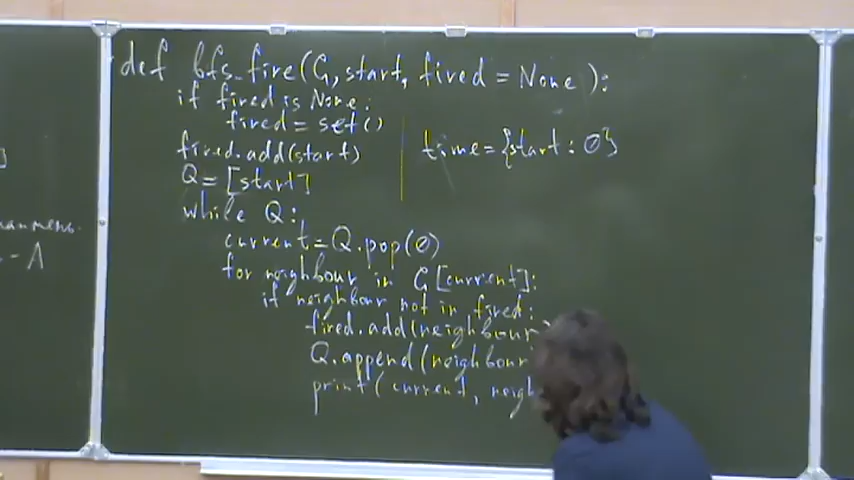 def bfs_fire(G, start, fired = None):
if fired is None:
fired = set()
fired.add(start)
time = {start : 0}
Q = [start]
while Q:
current = Q.pop(0)
for neighbour in G[current]:
if neighbour not in fired:
fired.add(neighbour)
Q.append(neighbour
print(current, neigh
- A